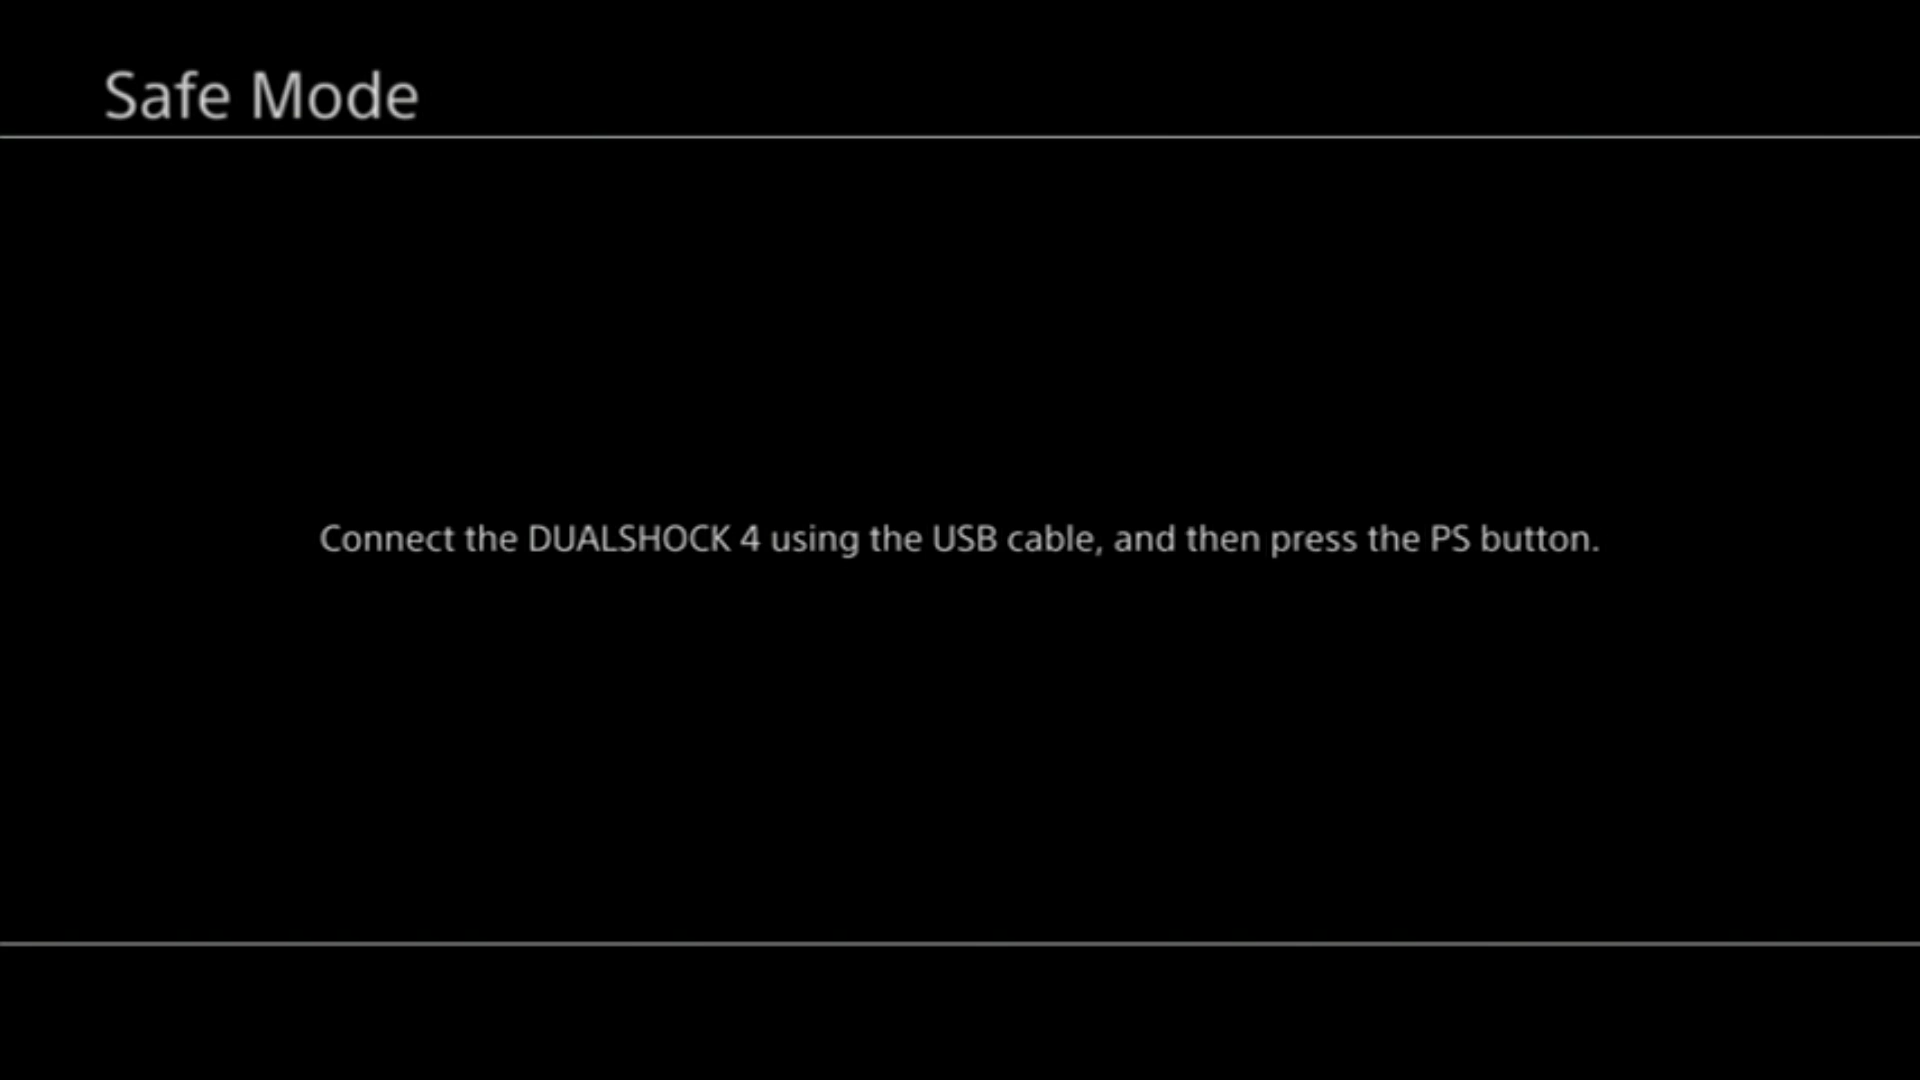 Safe Mode
Connect the DUALSHOCK 4 using the USB cable, and then press the PS button.